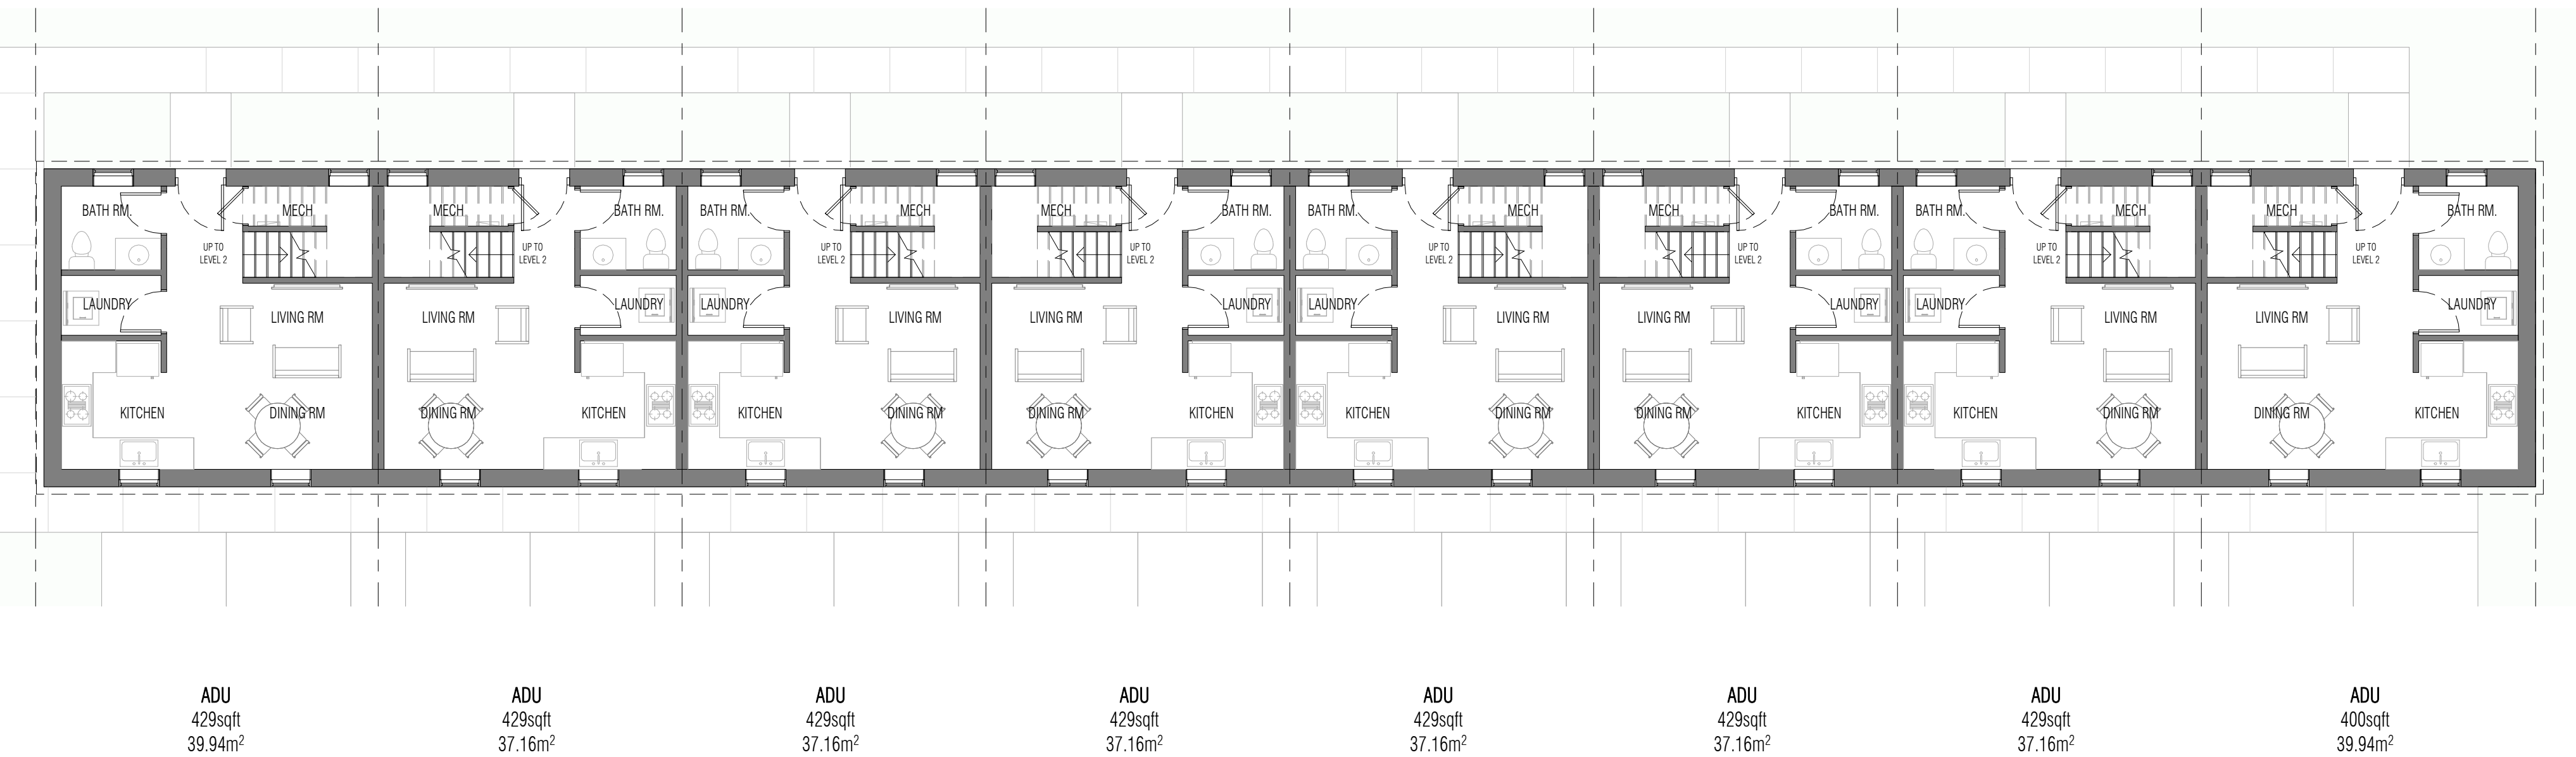 BATH RM.
MECH
MECH
BATH RM.
BATH RM.
MECH
MECH
BATH RM.
BATH RM.
MECH
MECH
BATH RM.
BATH RM.
MECH
MECH
BATH RM.
UP TO
LEVEL 2
UP TO
LEVEL 2
UP TO
LEVEL 2
UP TO
LEVEL 2
UP TO
LEVEL 2
UP TO
LEVEL 2
UP TO
LEVEL 2
UP TO
LEVEL 2
LAUNDRY
LIVING RM
LIVING RM
LAUNDRY
LAUNDRY
LIVING RM
LIVING RM
LAUNDRY
LAUNDRY
LIVING RM
LIVING RM
LAUNDRY
LAUNDRY
LIVING RM
LIVING RM
LAUNDRY
KITCHEN
DINING RM
DINING RM
KITCHEN
KITCHEN
DINING RM
DINING RM
KITCHEN
KITCHEN
DINING RM
DINING RM
KITCHEN
KITCHEN
DINING RM
DINING RM
KITCHEN
ADU
429sqft
39.94m²
ADU
429sqft
37.16m²
ADU
429sqft
37.16m²
ADU
429sqft
37.16m²
ADU
429sqft
37.16m²
ADU
429sqft
37.16m²
ADU
429sqft
37.16m²
ADU
400sqft
39.94m²